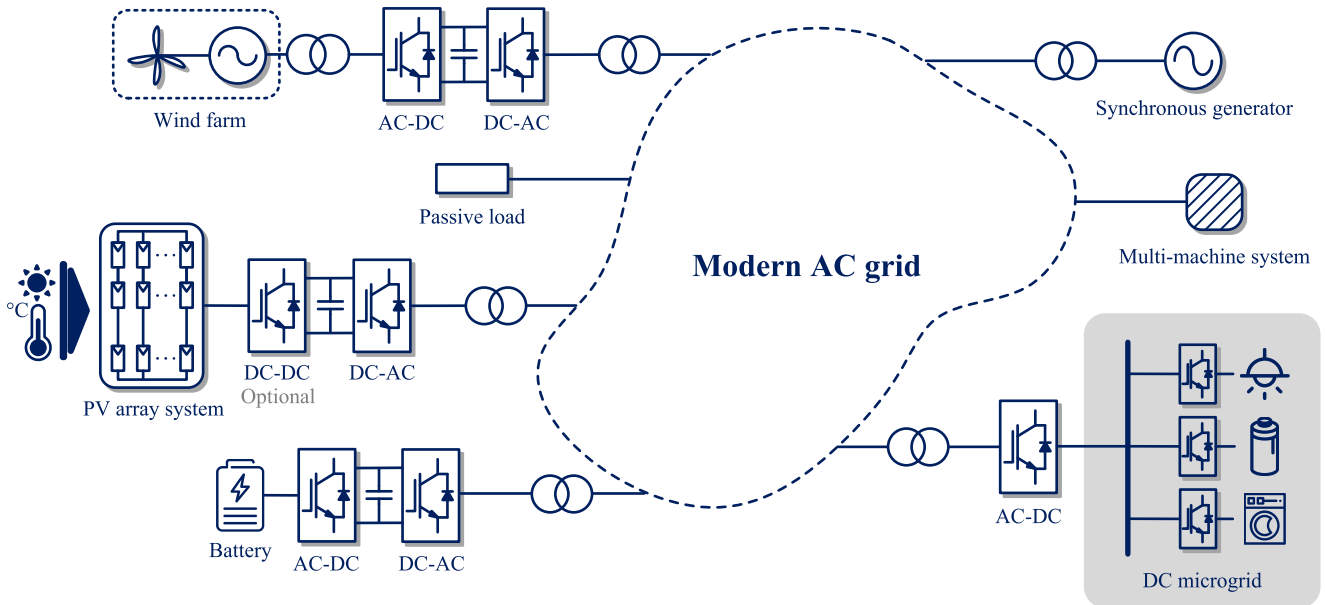 Wind farm
AC-DC
DC-AC
Synchronous generator
Passive load
Multi-machine system
Modern AC grid
°C
DC-DC
Optional
DC-AC
PV array system
Battery
AC-DC
DC-AC
AC-DC
DC microgrid